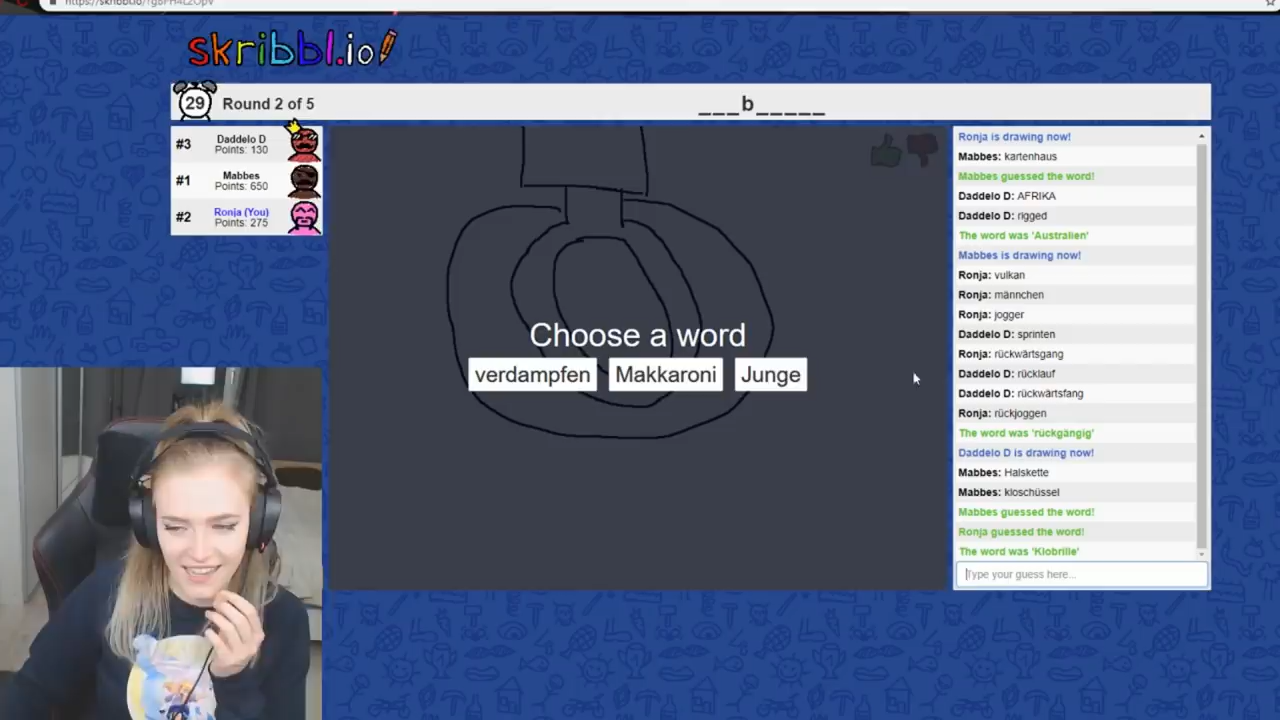 skribbl.io
29
Round 2 of 5
___b_____
#3
Daddelo D
Points: 130
#1
Mabbes
Points: 650
#2
Ronja (You)
Points: 275
Choose a word
verdampfen
Makkaroni
Junge
Ronja is drawing now!
Mabbes: kartenhaus
Mabbes guessed the word!
Daddelo D: AFRIKA
Daddelo D: rigged
The word was 'Australien'
Mabbes is drawing now!
Ronja: vulkan
Ronja: männchen
Ronja: jogger
Daddelo D: sprinten
Ronja: rückwärtsgang
Daddelo D: rücklauf
Daddelo D: rückwärtsfang
Ronja: rückjoggen
The word was 'rückgängig'
Daddelo D is drawing now!
Mabbes: Halskette
Mabbes: kloschüssel
Mabbes guessed the word!
Ronja guessed the word!
The word was 'Klobrille'
Type your guess here...